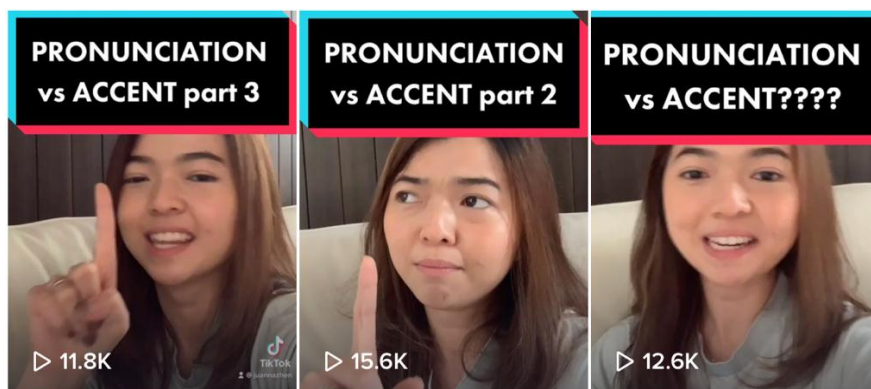 PRONUNCIATION
vs ACCENT part 3
11.8K
TikTok
PRONUNCIATION
vs ACCENT part 2
15.6K
PRONUNCIATION
vs ACCENT????
12.6K